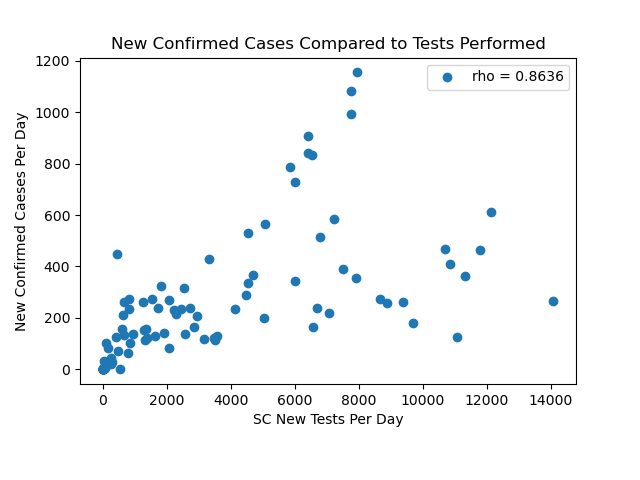 New Confirmed Cases Compared to Tests Performed
rho = 0.8636
1200
1000
800
600
400
200
0
New Confirmed Caeses Per Day
0 2000 4000 6000 8000 10000 12000 14000
SC New Tests Per Day